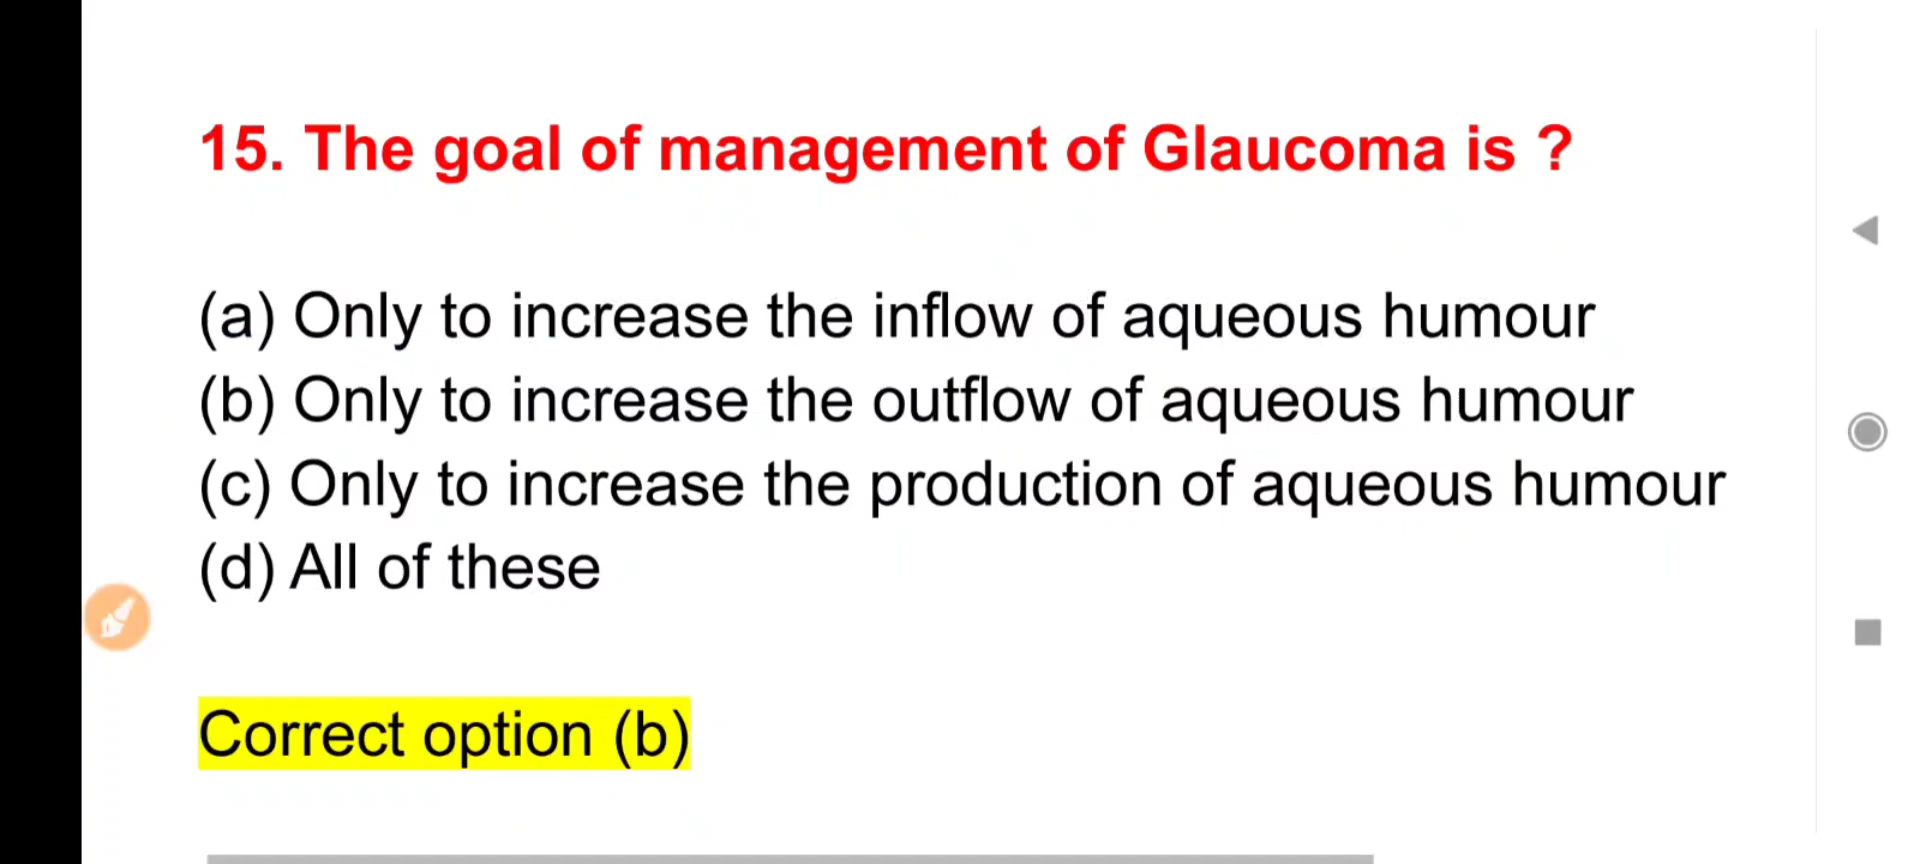 15. The goal of management of Glaucoma is ?
(a) Only to increase the inflow of aqueous humour
(b) Only to increase the outflow of aqueous humour
(c) Only to increase the production of aqueous humour
(d) All of these
Correct option (b)